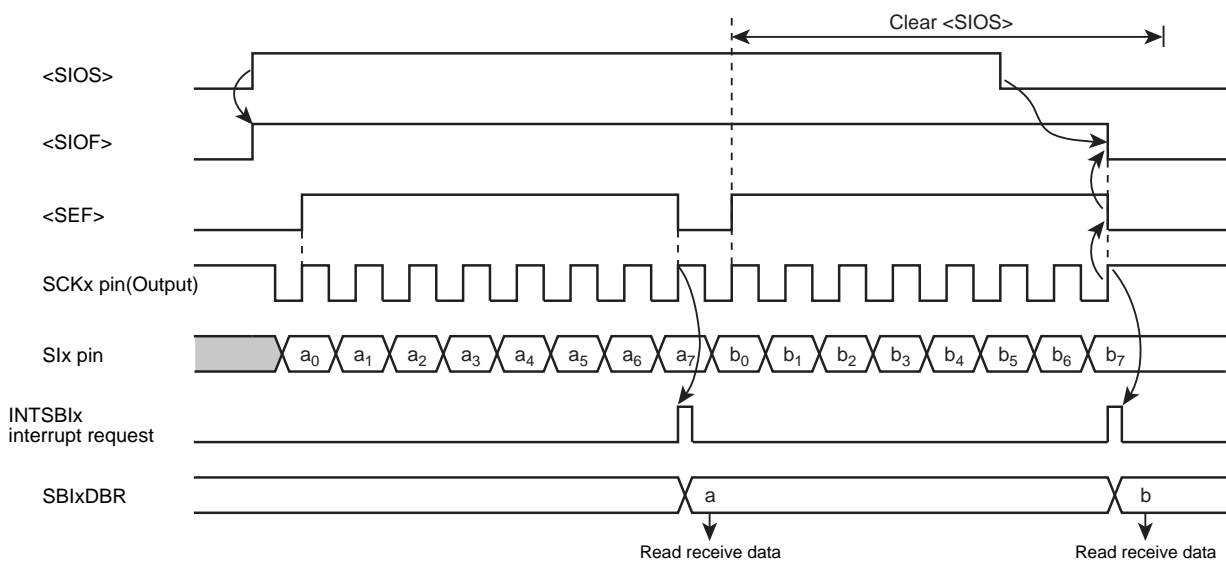 Clear <SIOS>
<SIOS>
<SIOF>
<SEF>
SCKx pin(Output)
SIx pin
a0 a1 a2 a3 a4 a5 a6 a7 b0 b1 b2 b3 b4 b5 b6 b7
INTSBIx
interrupt request
SBIxDBR
a b
Read receive data Read receive data